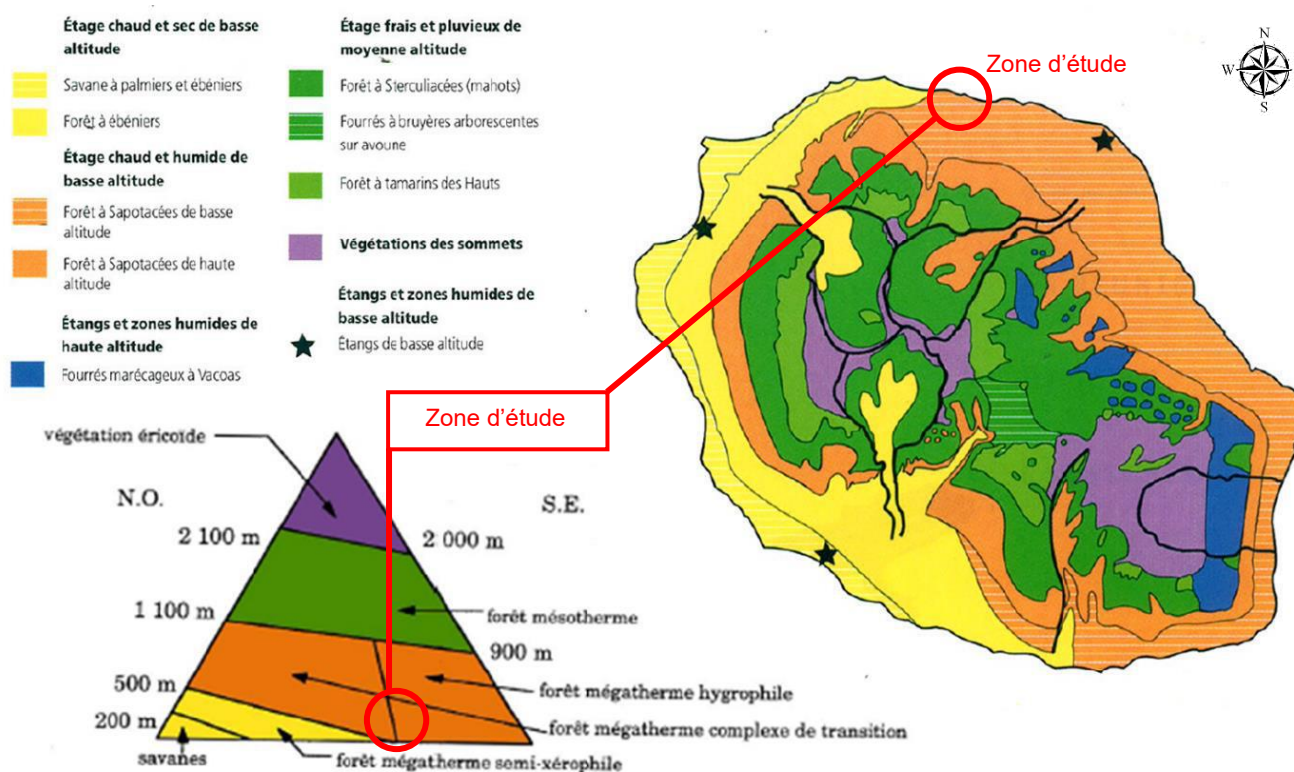 Étage chaud et sec de basse
altitude
Savane à palmiers et ébéniers
Forêt à ébéniers
Étage chaud et humide de
basse altitude
Forêt à Sapotacées de basse
altitude
Forêt à Sapotacées de haute
altitude
Étangs et zones humides de
haute altitude
Fourrés marécageux à Vacoas
Étage frais et pluvieux de
moyenne altitude
Forêt à Sterculiacées (mahots)
Fourrés à bruyères arborescentes
sur avoune
Forêt à tamarins des Hauts
Végétations des sommets
Étangs et zones humides de
basse altitude
Étangs de basse altitude
Zone d'étude
N
W
S
Zone d'étude
végétation éricoïde
N.O.
S.E.
2 100 m
2 000 m
1 100 m
forêt mésotherme
900 m
500 m
forêt mégatherme hygrophile
200 m
forêt mégatherme complexe de transition
savanes
forêt mégatherme semi-xérophile